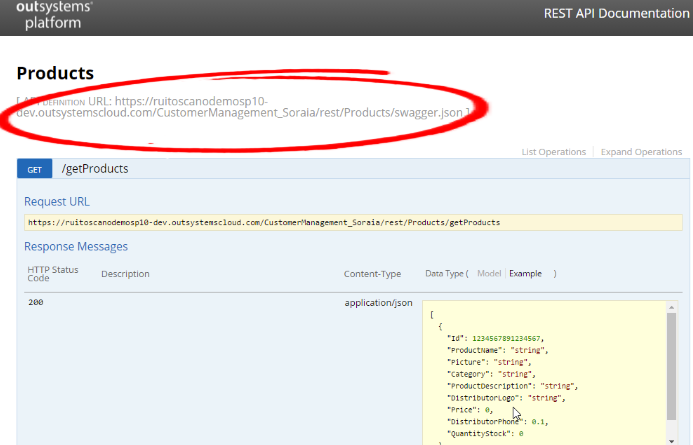 outsystems®
platform
REST API Documentation
Products
[ API DEFINITION URL: https://ruitoscanodemosp10-
dev.outsystemscloud.com/CustomerManagement_Soraia/rest/Products/swagger.json ]
List Operations | Expand Operations
GET /getProducts
Request URL
https://ruitoscanodemosp10-dev.outsystemscloud.com/CustomerManagement_Soraia/rest/Products/getProducts
Response Messages
HTTP Status
Code
Description
Content-Type
Data Type ( Model | Example )
200
application/json
[
{
"Id": 1234567891234567,
"ProductName": "string",
"Picture": "string",
"Category": "string",
"ProductDescription": "string",
"DistributorLogo": "string",
"Price": 0,
"DistributorPhone": 0.1,
"QuantityStock": 0